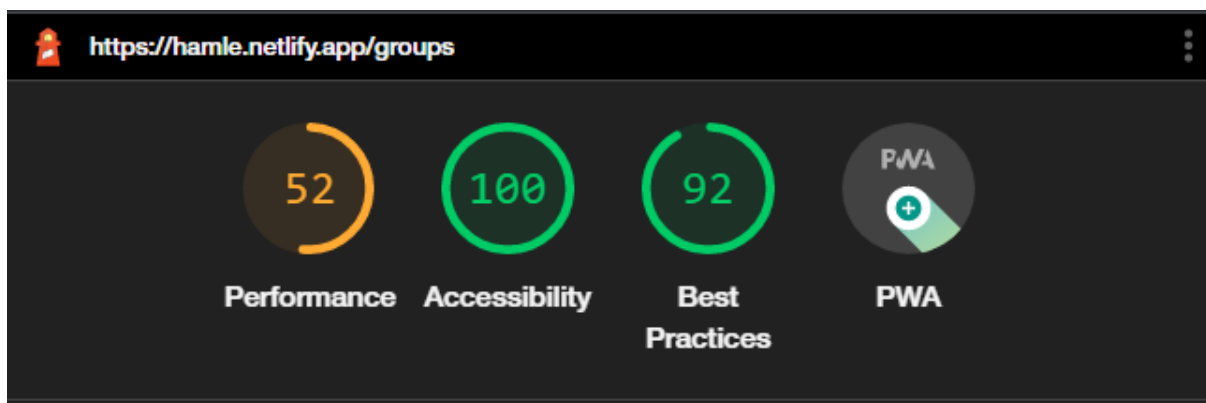 https://hamle.netlify.app/groups
52
100
92
PWA
Performance
Accessibility
Best
Practices
PWA